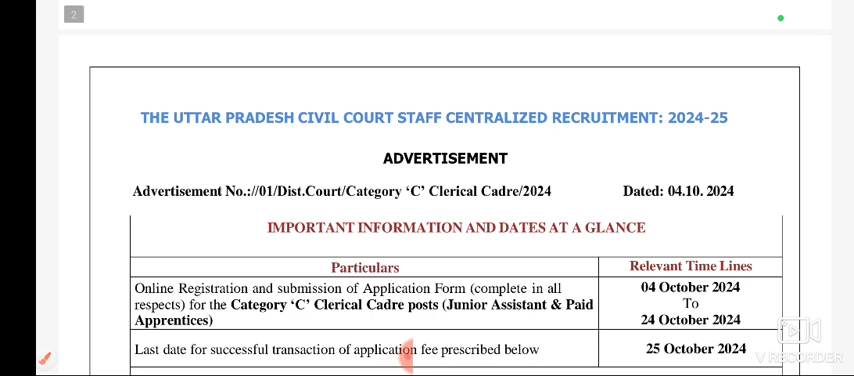 2
THE UTTAR PRADESH CIVIL COURT STAFF CENTRALIZED RECRUITMENT: 2024-25
ADVERTISEMENT
Advertisement No.://01/Dist.Court/Category ‘C’ Clerical Cadre/2024 Dated: 04.10. 2024
IMPORTANT INFORMATION AND DATES AT A GLANCE
Particulars Relevant Time Lines
Online Registration and submission of Application Form (complete in all
respects) for the Category ‘C’ Clerical Cadre posts (Junior Assistant & Paid
Apprentices)
04 October 2024
To
24 October 2024
Last date for successful transaction of application fee prescribed below 25 October 2024
V RECORDER